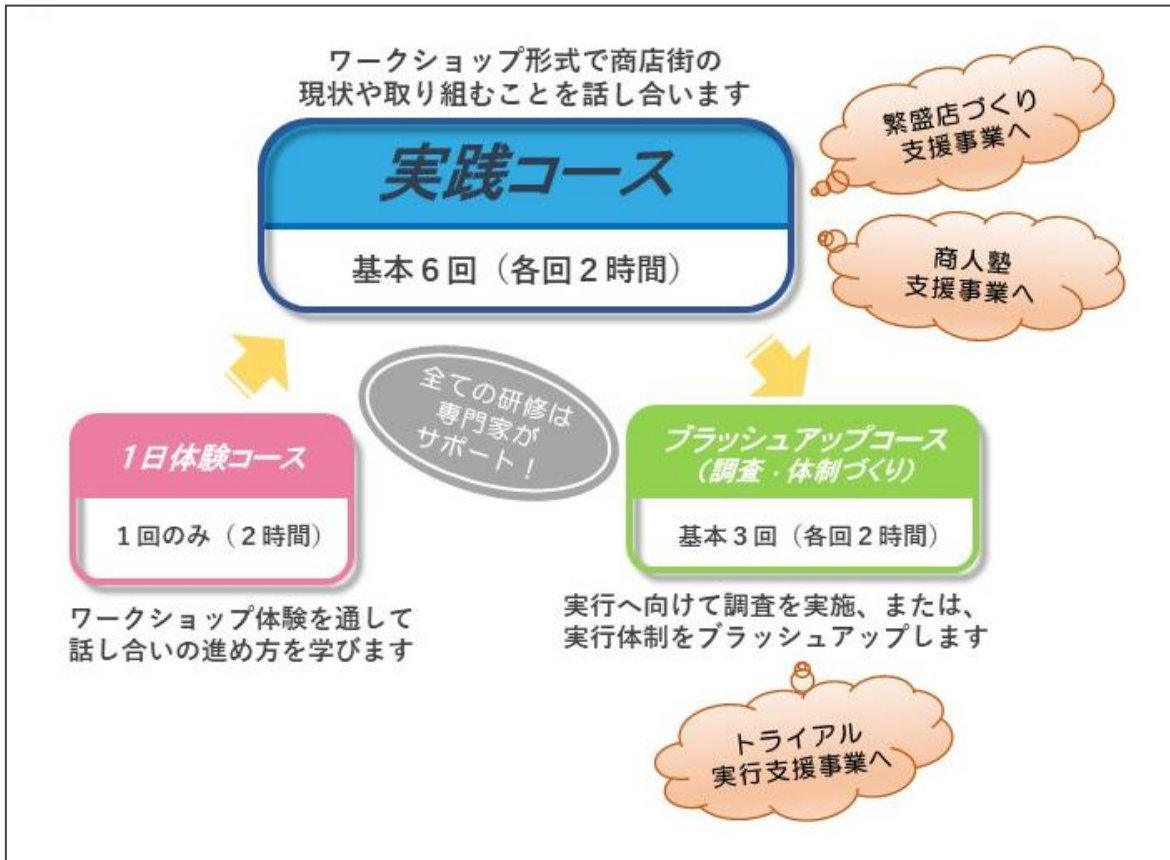 ワークショップ形式で商店街の
現状や取り組むことを話し合います
実践コース
基本６回（各回２時間）
繁盛店づくり
支援事業へ
商人塾
支援事業へ
全ての研修は
専門家が
サポート！
１日体験コース
１回のみ（２時間）
ワークショップ体験を通して
話し合いの進め方を学びます
ブラッシュアップコース
（調査・体制づくり）
基本３回（各回２時間）
実行へ向けて調査を実施、または、
実行体制をブラッシュアップします
トライアル
実行支援事業へ